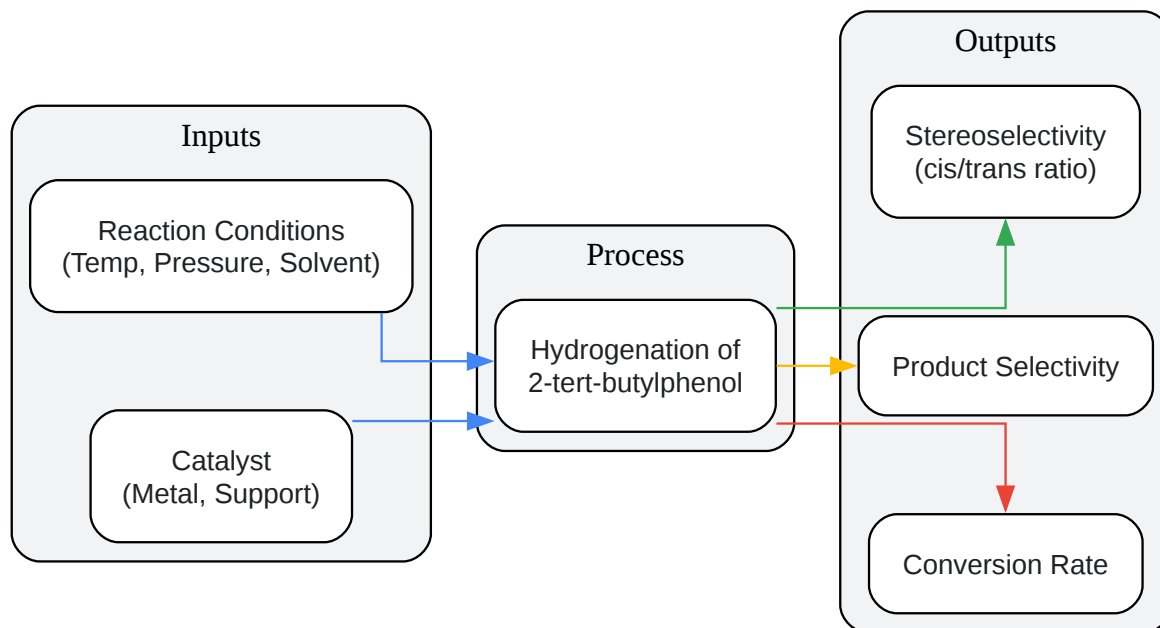 Inputs
Reaction Conditions
(Temp, Pressure, Solvent)
Catalyst
(Metal, Support)
Process
Hydrogenation of
2-tert-butylphenol
Outputs
Stereoselectivity
(cis/trans ratio)
Product Selectivity
Conversion Rate